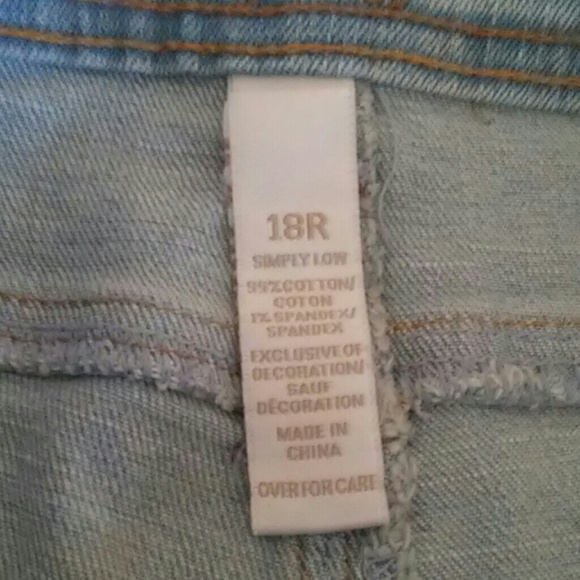 18R
SIMPLY LOW
99% COTTON/
COTON
1% SPANDEX/
SPANDEX
EXCLUSIVE OF
DECORATION/
SAUF
DÉCORATION
MADE IN
CHINA
OVER FOR CARE